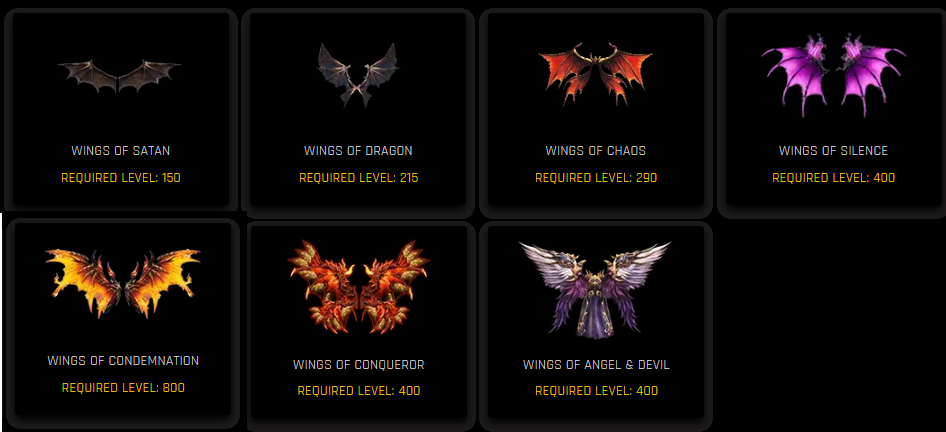 WINGS OF SATAN
REQUIRED LEVEL: 150
WINGS OF DRAGON
REQUIRED LEVEL: 215
WINGS OF CHAOS
REQUIRED LEVEL: 290
WINGS OF SILENCE
REQUIRED LEVEL: 400
WINGS OF CONDEMNATION
REQUIRED LEVEL: 800
WINGS OF CONQUEROR
REQUIRED LEVEL: 400
WINGS OF ANGEL & DEVIL
REQUIRED LEVEL: 400